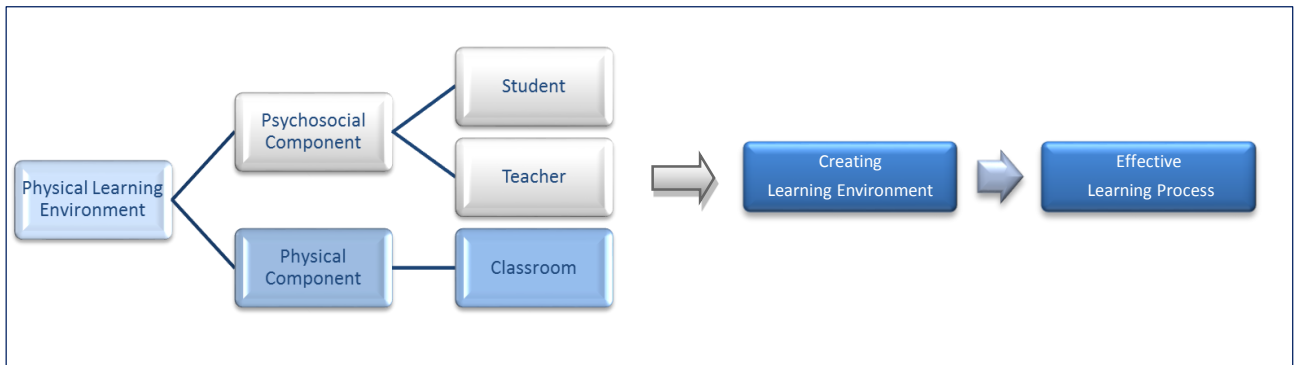 Physical Learning
Environment
Psychosocial
Component
Physical
Component
Student
Teacher
Classroom
Creating
Learning Environment
Effective
Learning Process